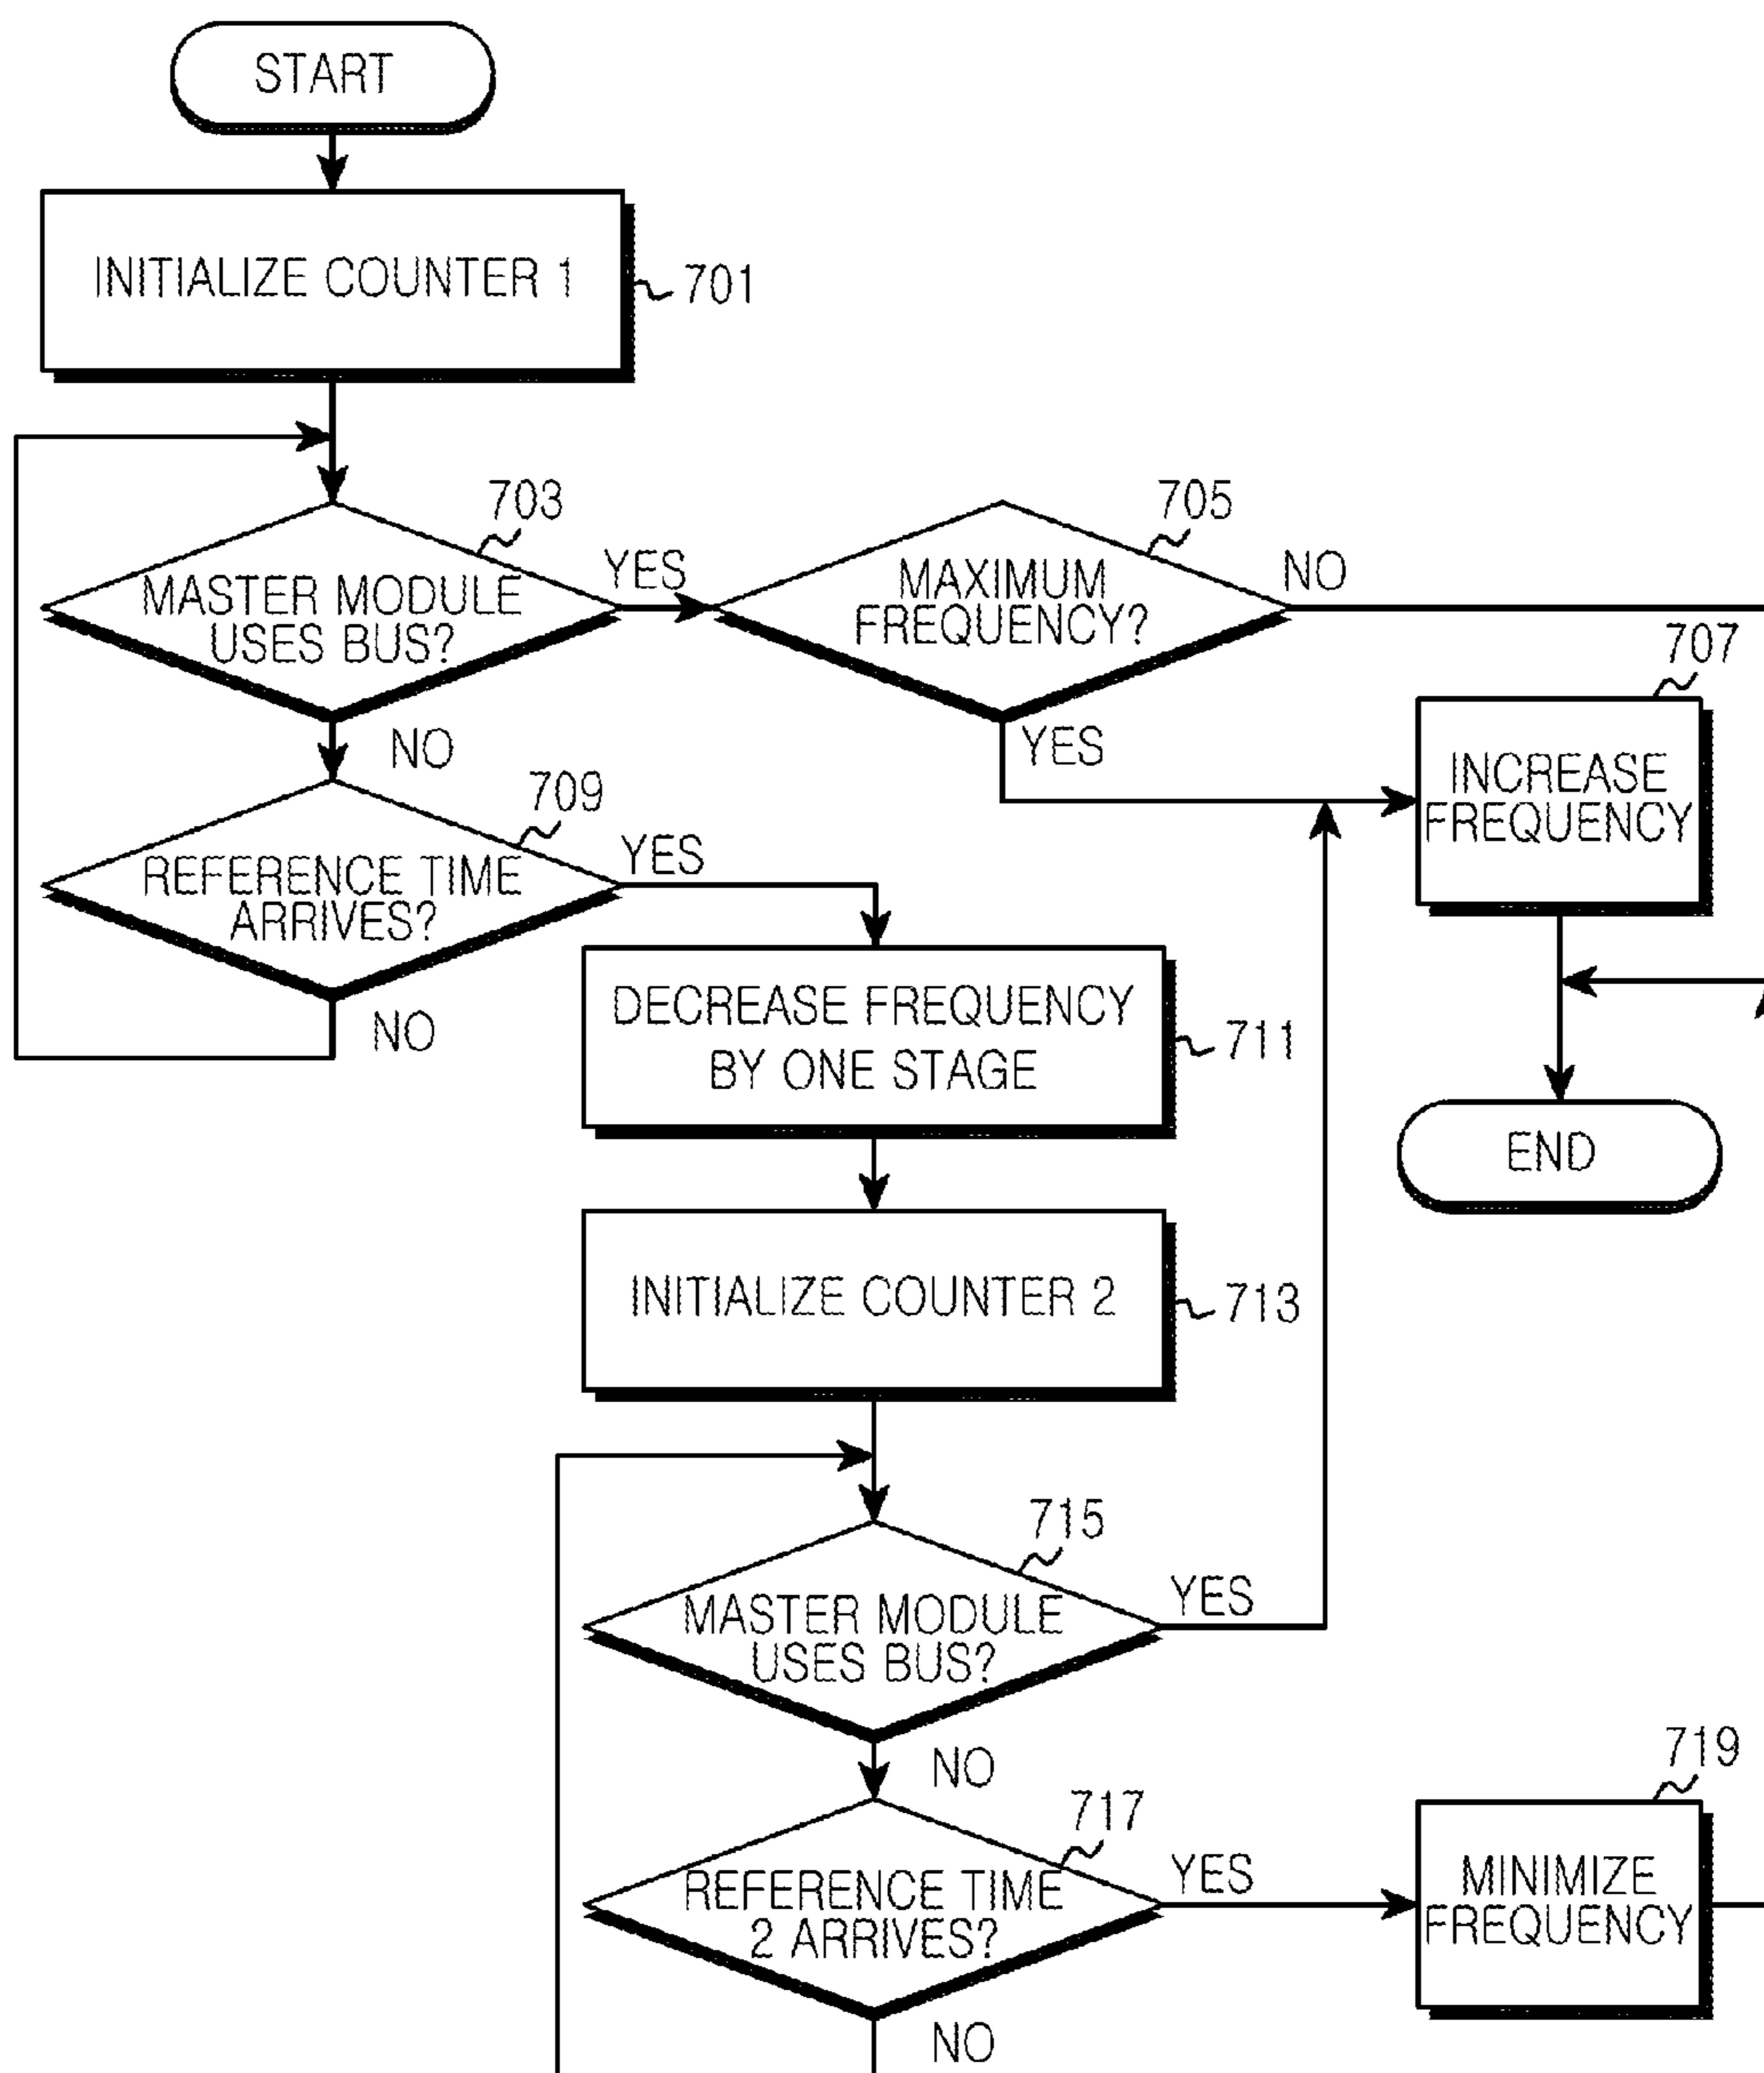 START
INITIALIZE COUNTER 1
701
703
MASTER MODULE
USES BUS?
YES
NO
705
MAXIMUM
FREQUENCY?
NO
YES
707
INCREASE
FREQUENCY
709
REFERENCE TIME
ARRIVES?
YES
NO
DECREASE FREQUENCY
BY ONE STAGE
711
END
INITIALIZE COUNTER 2
713
715
MASTER MODULE
USES BUS?
YES
NO
717
REFERENCE TIME
2 ARRIVES?
YES
NO
719
MINIMIZE
FREQUENCY